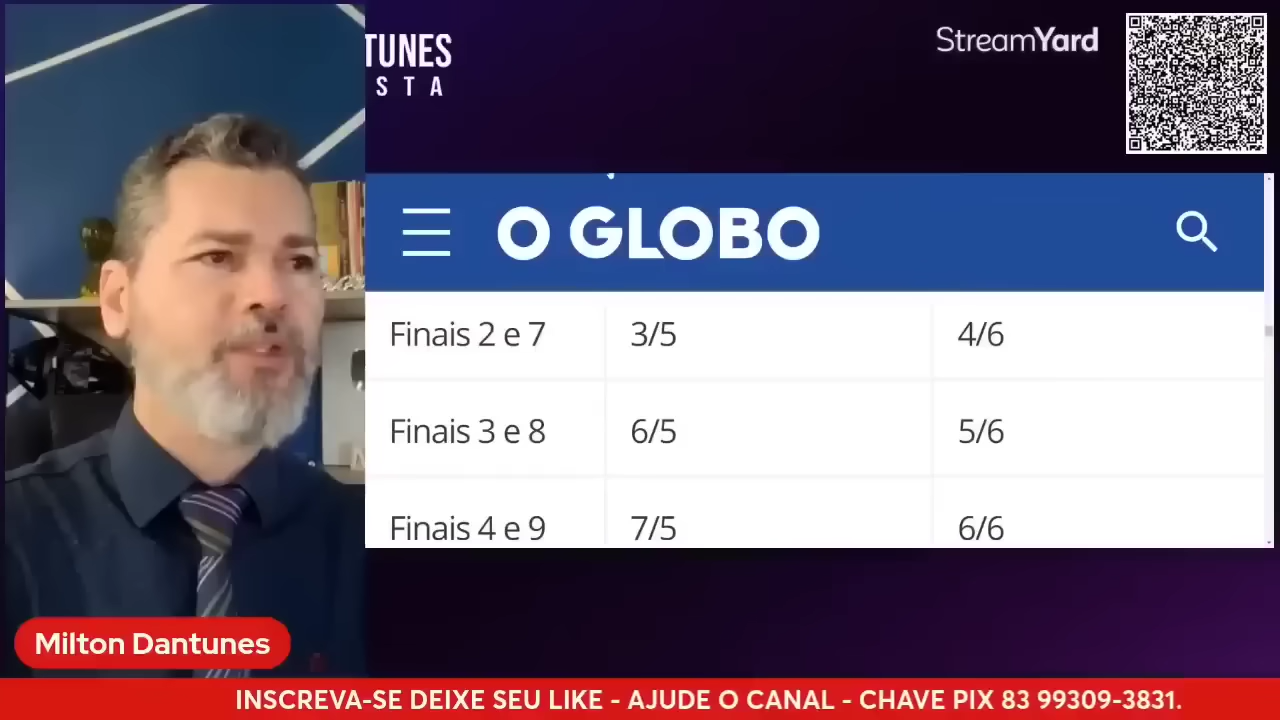 TUNES
STA
StreamYard
O GLOBO
Finais 2 e 7 3/5 4/6
Finais 3 e 8 6/5 5/6
Finais 4 e 9 7/5 6/6
Milton Dantunes
INSCREVA-SE DEIXE SEU LIKE - AJUDE O CANAL - CHAVE PIX 83 99309-3831.